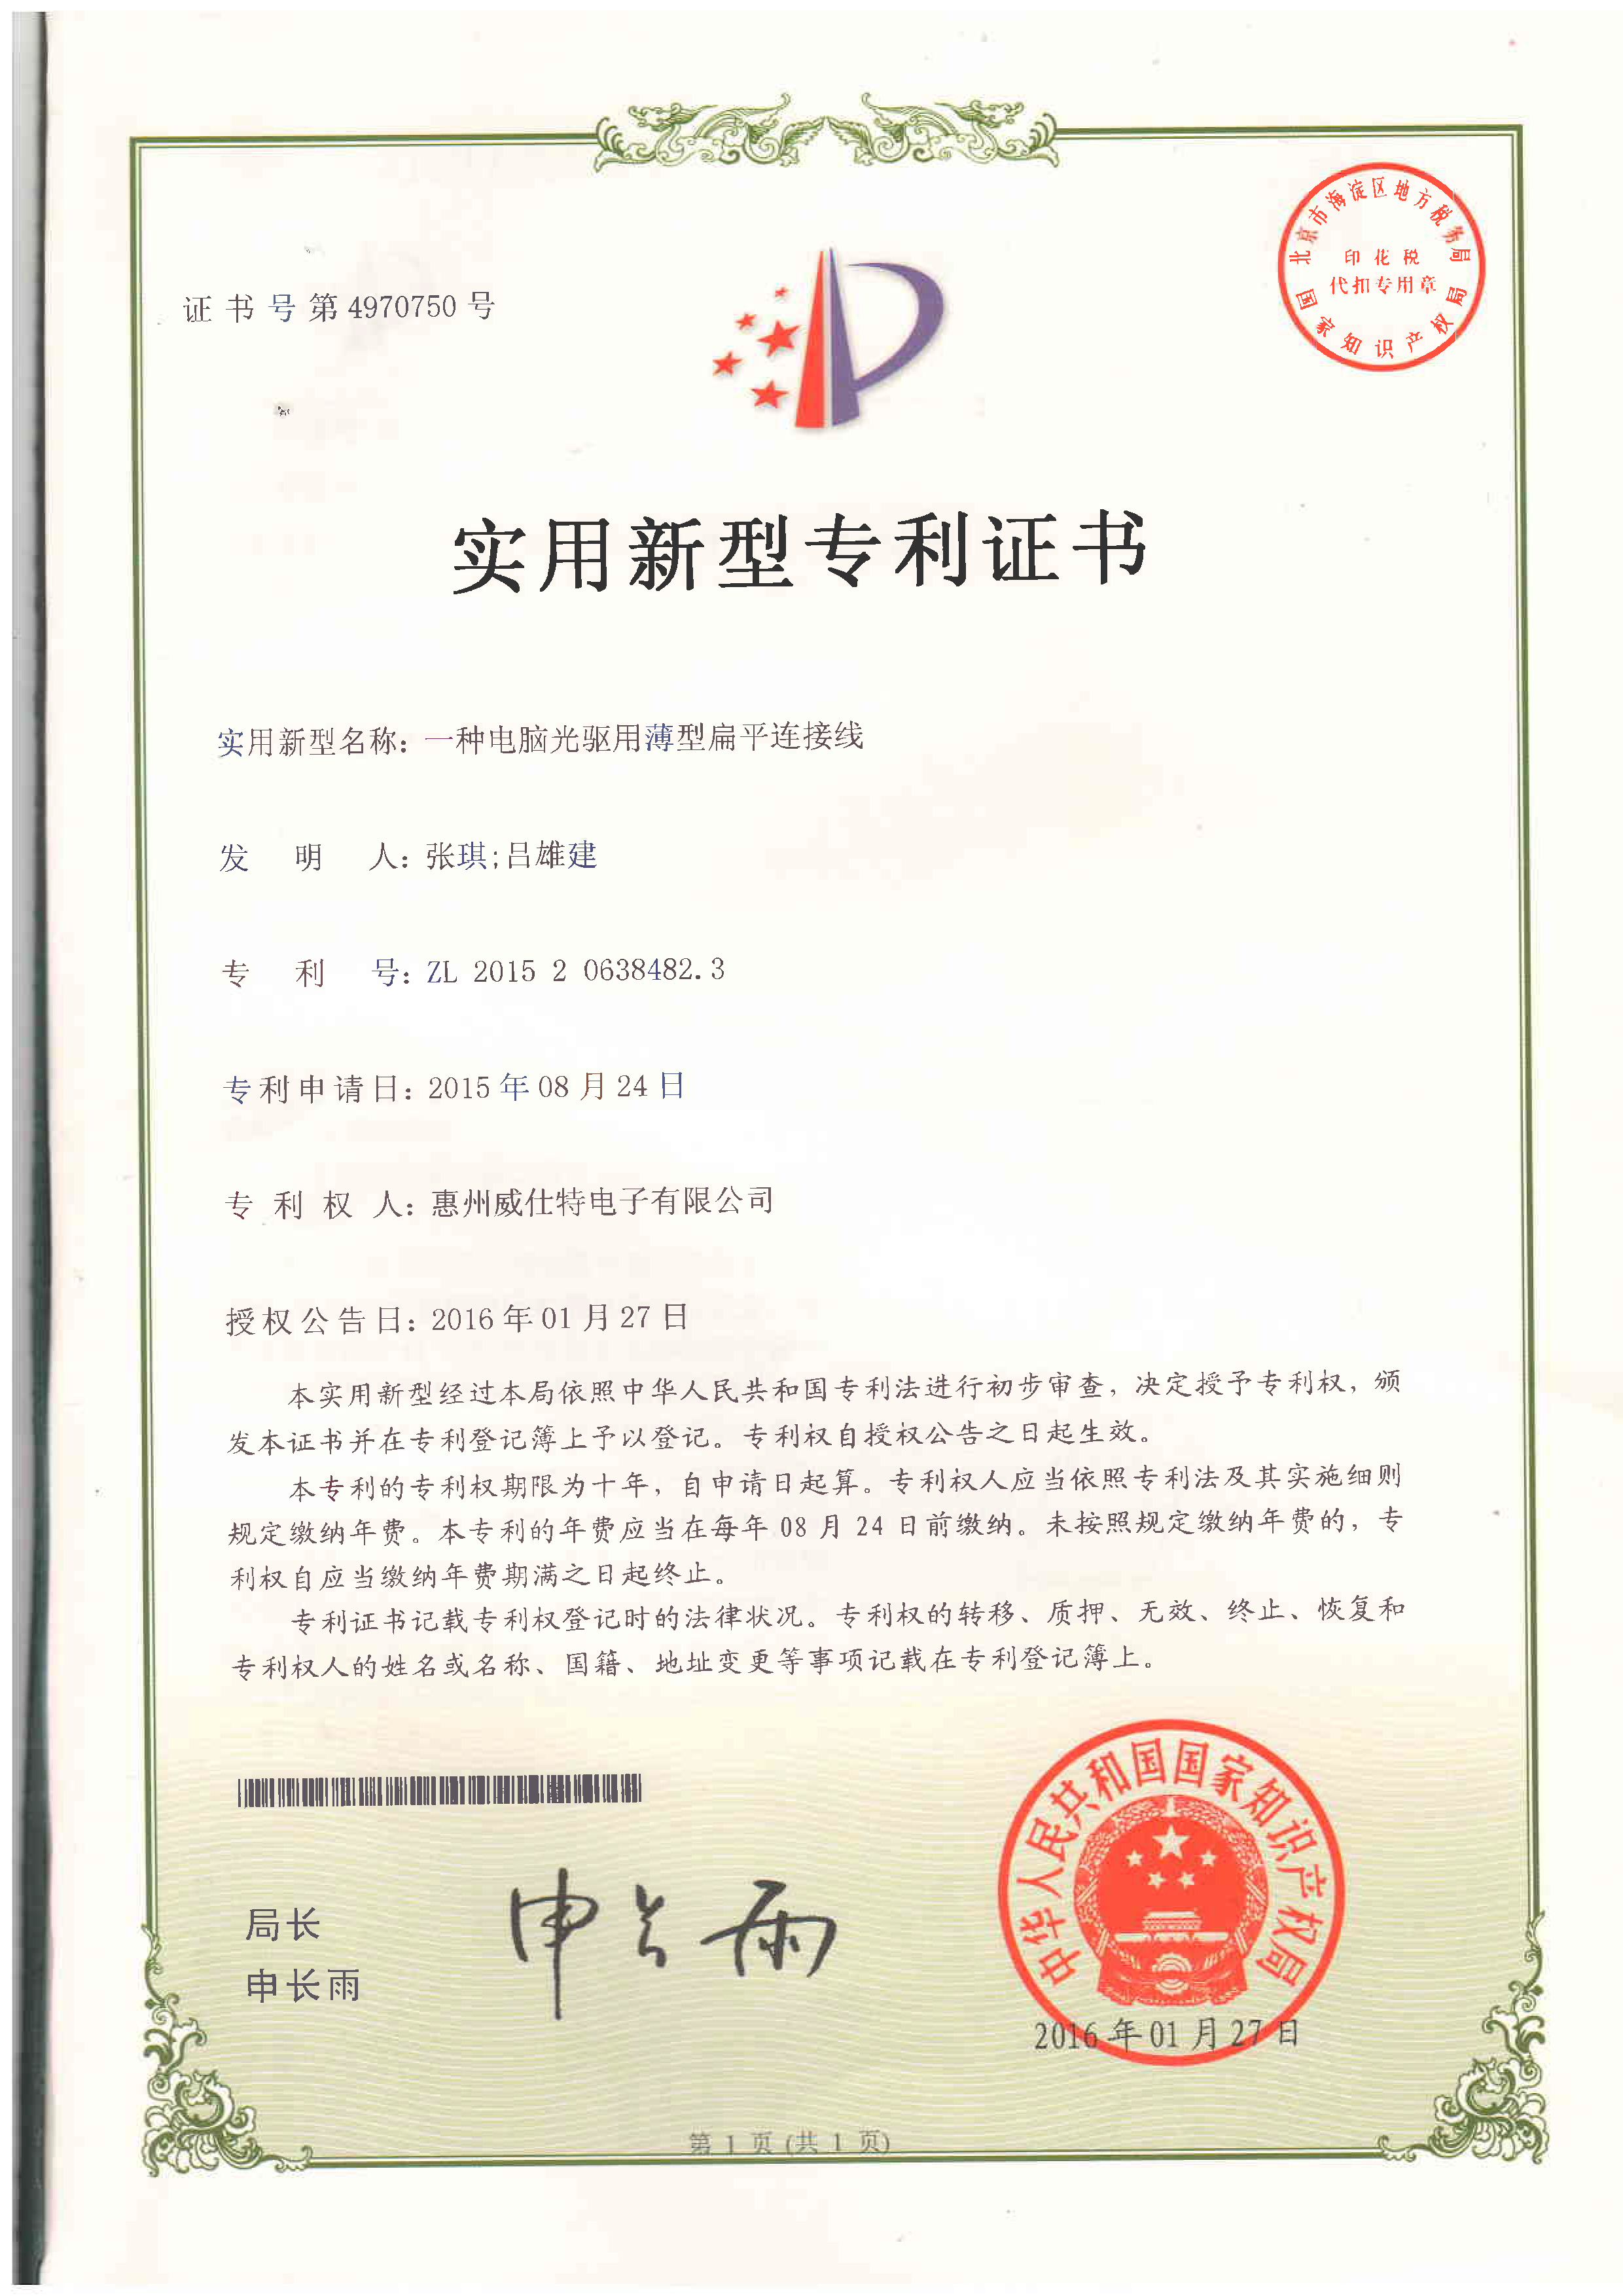 证书号第4970750号
北京市海淀区地方税务局
印花税
代扣专用章
国家知识产权局
实用新型专利证书
实用新型名称：一种电脑光驱用薄型扁平连接线
发明人：张琪;吕雄建
专利号：ZL 2015 2 0638482.3
专利申请日：2015年08月24日
专利权人：惠州威仕特电子有限公司
授权公告日：2016年01月27日
本实用新型经过本局依照中华人民共和国专利法进行初步审查，决定授予专利权，颁
发本证书并在专利登记簿上予以登记。专利权自授权公告之日起生效。
本专利的专利权期限为十年，自申请日起算。专利权人应当依照专利法及其实施细则
规定缴纳年费。本专利的年费应当在每年08月24日前缴纳。未按照规定缴纳年费的，专
利权自应当缴纳年费期满之日起终止。
专利证书记载专利权登记时的法律状况。专利权的转移、质押、无效、终止、恢复和
专利权人的姓名或名称、国籍、地址变更等事项记载在专利登记簿上。
局长
申长雨
申长雨
中华人民共和国国家知识产权局
2016年01月27日
第 1 页 (共 1 页)